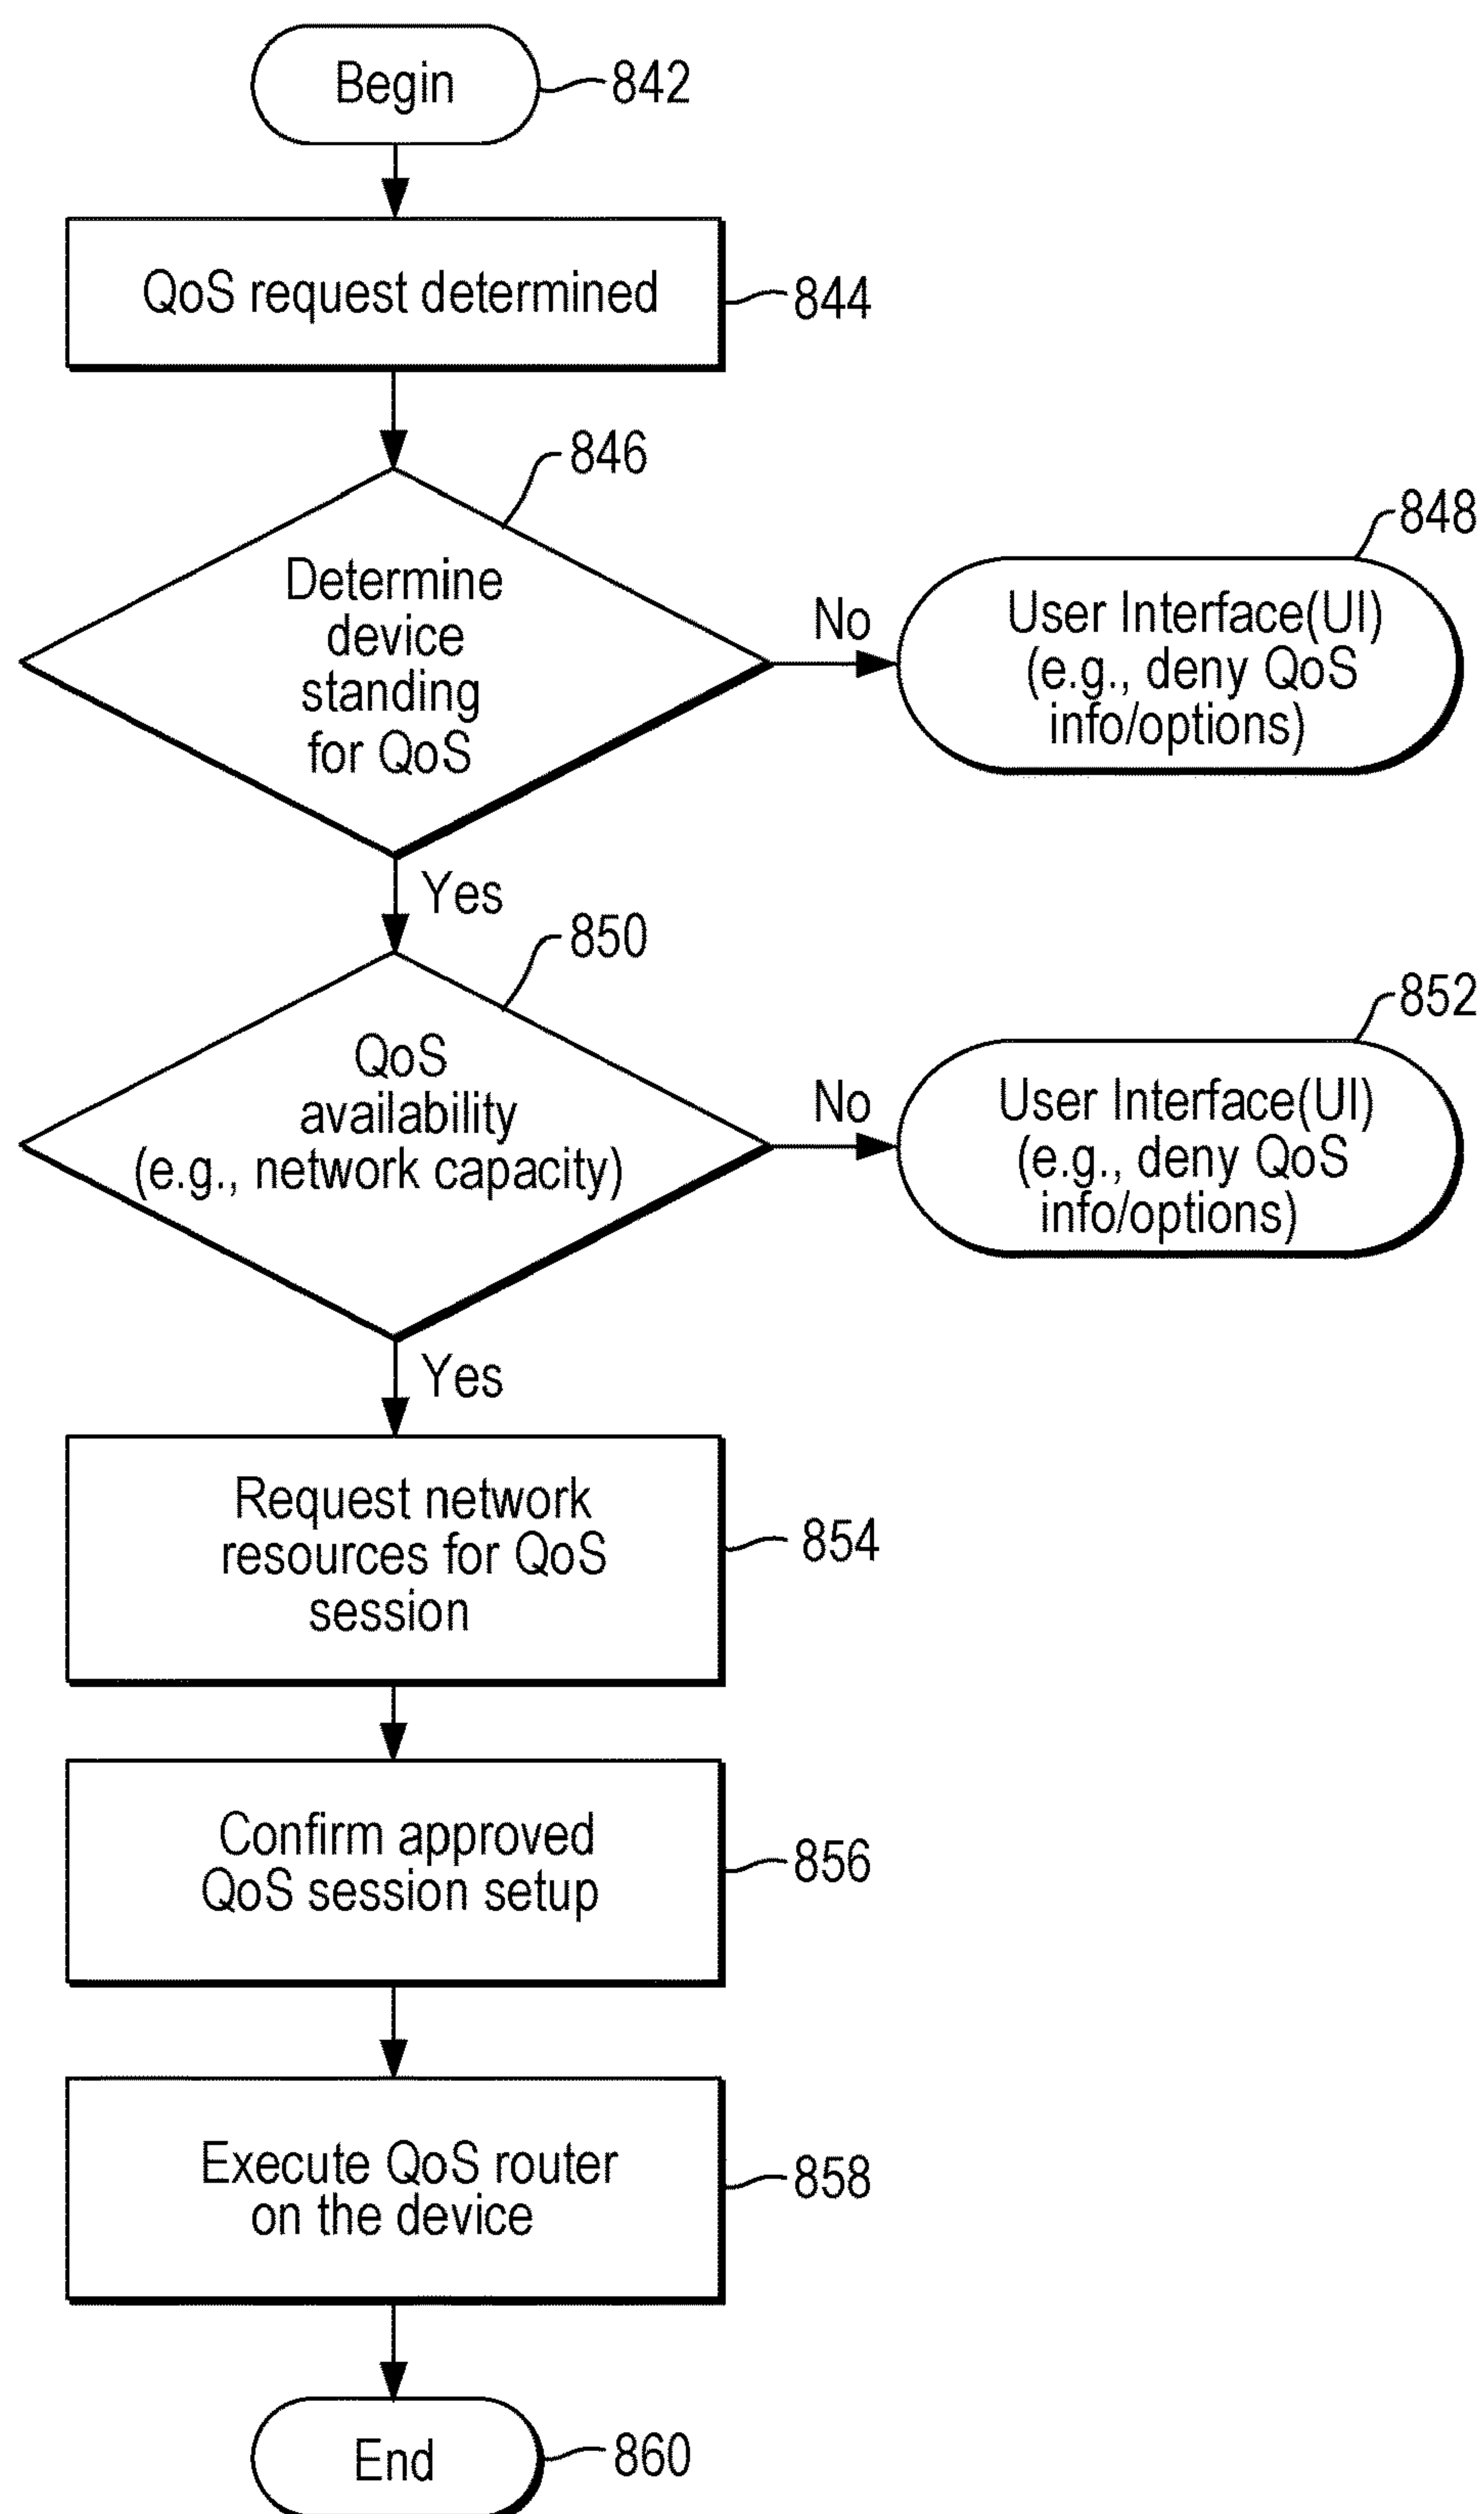 Begin
842
QoS request determined
844
846
Determine
device
standing
for QoS
No
848
User Interface(UI)
(e.g., deny QoS
info/options)
Yes
850
QoS
availability
(e.g., network capacity)
No
852
User Interface(UI)
(e.g., deny QoS
info/options)
Yes
Request network
resources for QoS
session
854
Confirm approved
QoS session setup
856
Execute QoS router
on the device
858
End
860